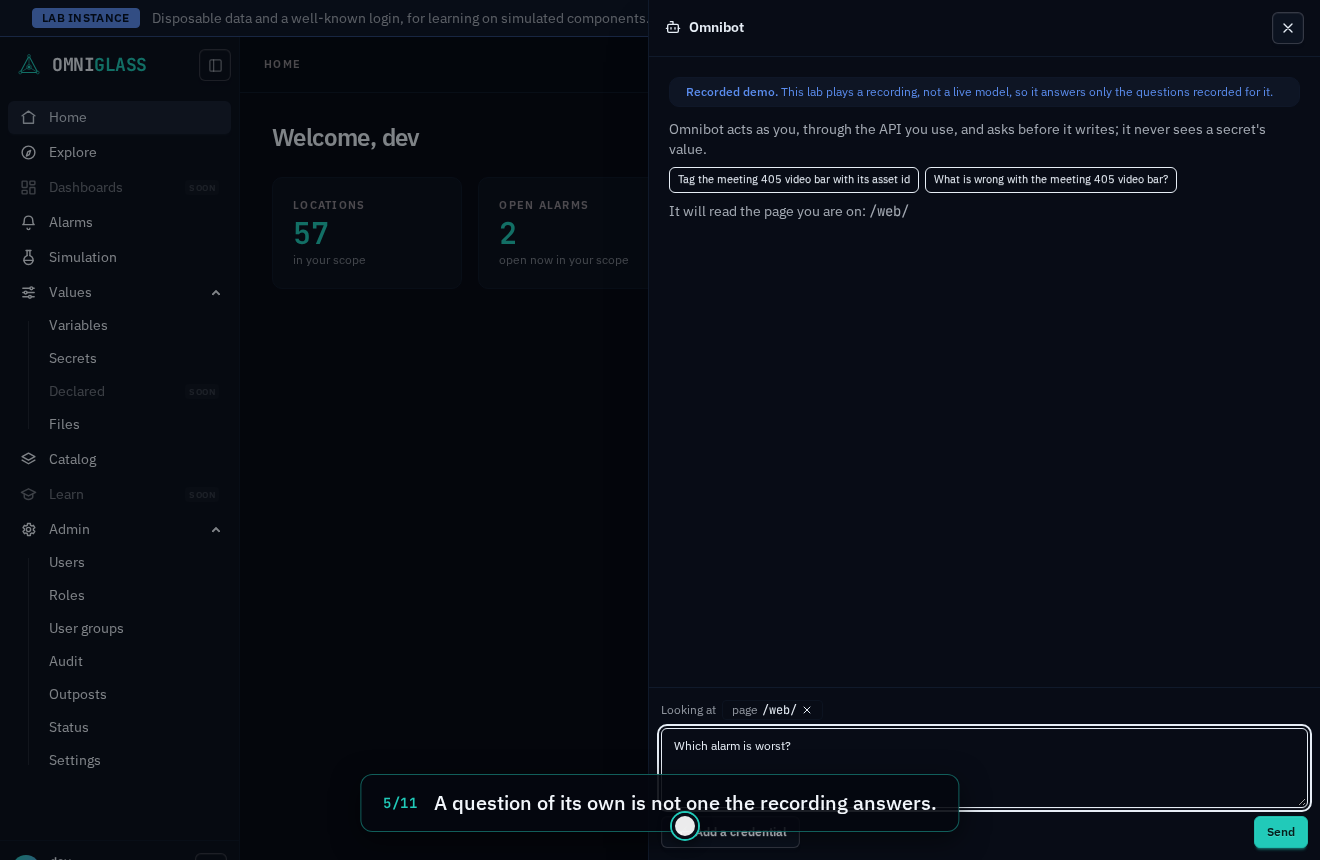 LAB INSTANCE Disposable data and a well-known login, for learning on simulated components.
OMNIGLASS
HOME
Home
Explore
Dashboards SOON
Alarms
Simulation
Values
Variables
Secrets
Declared SOON
Files
Catalog
Learn SOON
Admin
Users
Roles
User groups
Audit
Outposts
Status
Settings
Welcome, dev
LOCATIONS
57
in your scope
OPEN ALARMS
2
open now in your scope
Omnibot
Recorded demo. This lab plays a recording, not a live model, so it answers only the questions recorded for it.
Omnibot acts as you, through the API you use, and asks before it writes; it never sees a secret's
value.
Tag the meeting 405 video bar with its asset id
What is wrong with the meeting 405 video bar?
It will read the page you are on: /web/
Looking at page /web/
Which alarm is worst?
5/11 A question of its own is not one the recording answers.
a credential
Send